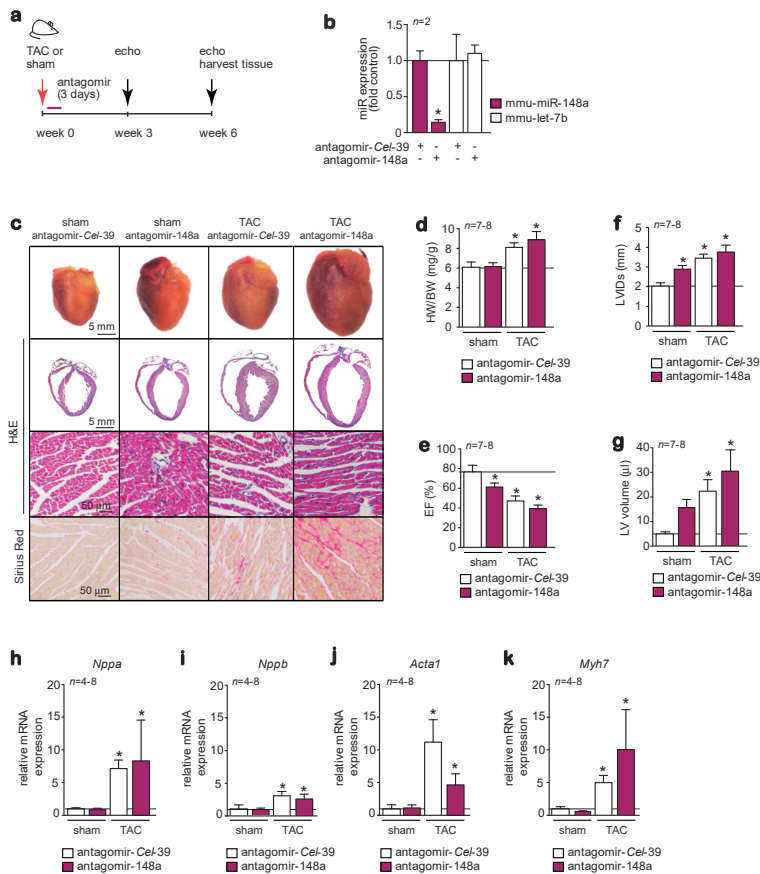 a
TAC or
sham
echo
echo
harvest tissue
antagomir
(3 days)
week 0
week 3
week 6
b
n=2
miR expression
(fold control)
1.5
1.0
0.5
0
*
mmu-miR-148a
mmu-let-7b
antagomir-Cel-39 + - + -
antagomir-148a - + - +
c
sham
antagomir-Cel-39
sham
antagomir-148a
TAC
antagomir-Cel-39
TAC
antagomir-148a
5 mm
H&E
5 mm
50 µm
Sirius Red
50 µm
d
n=7-8
HW/BW (mg/g)
10
8
6
4
2
0
* *
sham TAC
antagomir-Cel-39
antagomir-148a
f
n=7-8
LVIDs (mm)
5
4
3
2
1
0
* * *
sham TAC
antagomir-Cel-39
antagomir-148a
e
n=7-8
EF (%)
80
60
40
20
0
* * *
sham TAC
antagomir-Cel-39
antagomir-148a
g
n=7-8
LV volume (µl)
50
40
30
20
10
0
* *
sham TAC
antagomir-Cel-39
antagomir-148a
h
Nppa
n=4-8
relative mRNA
expression
20
15
10
5
0
* *
sham TAC
antagomir-Cel-39
antagomir-148a
i
Nppb
n=4-8
relative mRNA
expression
20
15
10
5
0
* *
sham TAC
antagomir-Cel-39
antagomir-148a
j
Acta1
n=4-8
relative mRNA
expression
20
15
10
5
0
* *
sham TAC
antagomir-Cel-39
antagomir-148a
k
Myh7
n=4-8
relative mRNA
expression
20
15
10
5
0
* *
sham TAC
antagomir-Cel-39
antagomir-148a